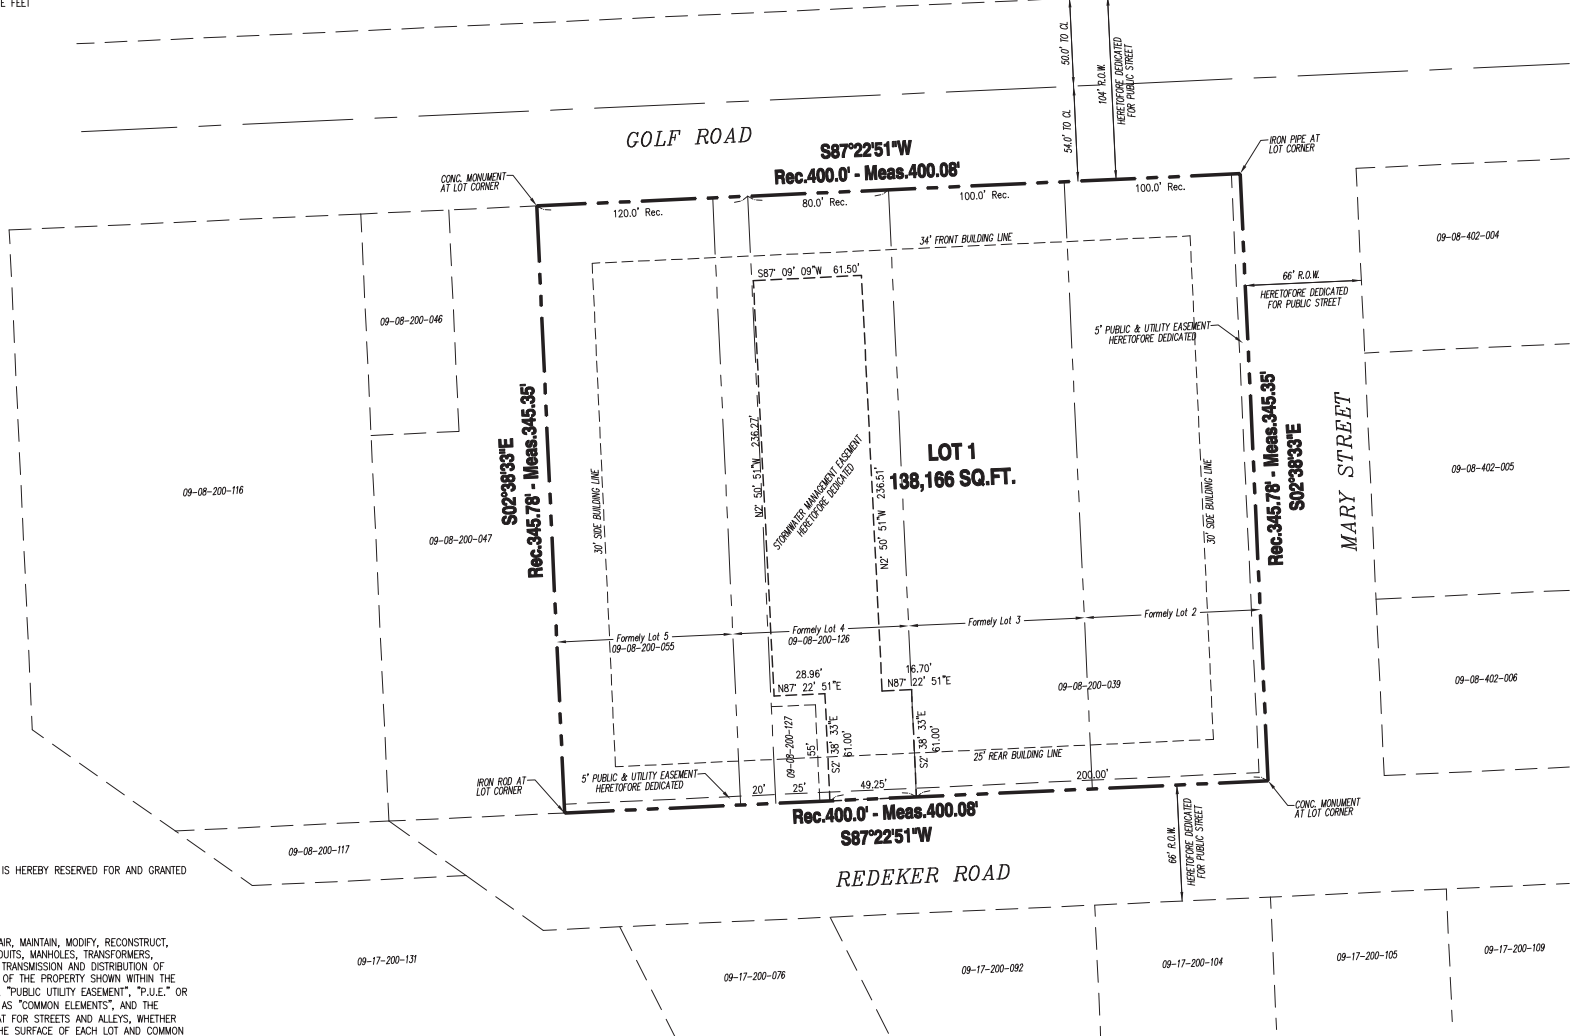 E FEET
50.0' TO CL
104' R.O.W.
HERETOFORE DEDICATED
FOR PUBLIC STREET
54.0' TO CL
GOLF ROAD
S87°22'51"W
Rec.400.0' - Meas.400.08'
IRON PIPE AT
LOT CORNER
CONC. MONUMENT
AT LOT CORNER
120.0' Rec.
80.0' Rec.
100.0' Rec.
100.0' Rec.
34' FRONT BUILDING LINE
09-08-402-004
S87° 09' 09"W 61.50'
66' R.O.W.
HERETOFORE DEDICATED
FOR PUBLIC STREET
09-08-200-046
5' PUBLIC & UTILITY EASEMENT
HERETOFORE DEDICATED
S02°38'33"E
Rec.345.78' - Meas.345.35'
30' SIDE BUILDING LINE
N2° 50' 51"W 236.27'
STORMWATER MANAGEMENT EASEMENT
HERETOFORE DEDICATED
N2° 50' 51"W 236.51'
LOT 1
138,166 SQ.FT.
30' SIDE BUILDING LINE
Rec.345.78' - Meas.345.35'
S02°38'33"E
MARY STREET
09-08-402-005
09-08-200-116
09-08-200-047
Formely Lot 5
09-08-200-055
Formely Lot 4
09-08-200-126
Formely Lot 3
Formely Lot 2
28.96'
N87° 22' 51"E
16.70'
N87° 22' 51"E
09-08-200-039
09-08-402-006
09-08-200-127
55'
S2° 38' 33"E
61.00'
S2° 38' 33"E
61.00'
25' REAR BUILDING LINE
IRON ROD AT
LOT CORNER
5' PUBLIC & UTILITY EASEMENT
HERETOFORE DEDICATED
20'
25'
49.25'
200.00'
CONC. MONUMENT
AT LOT CORNER
Rec.400.0' - Meas.400.08'
S87°22'51"W
66' R.O.W.
HERETOFORE DEDICATED
FOR PUBLIC STREET
09-08-200-117
REDEKER ROAD
IS HEREBY RESERVED FOR AND GRANTED
AIR, MAINTAIN, MODIFY, RECONSTRUCT,
DUITS, MANHOLES, TRANSFORMERS,
TRANSMISSION AND DISTRIBUTION OF
OF THE PROPERTY SHOWN WITHIN THE
"PUBLIC UTILITY EASEMENT", "P.U.E." OR
AS "COMMON ELEMENTS", AND THE
AT FOR STREETS AND ALLEYS, WHETHER
HE SURFACE OF EACH LOT AND COMMON
09-17-200-131
09-17-200-076
09-17-200-092
09-17-200-104
09-17-200-105
09-17-200-109